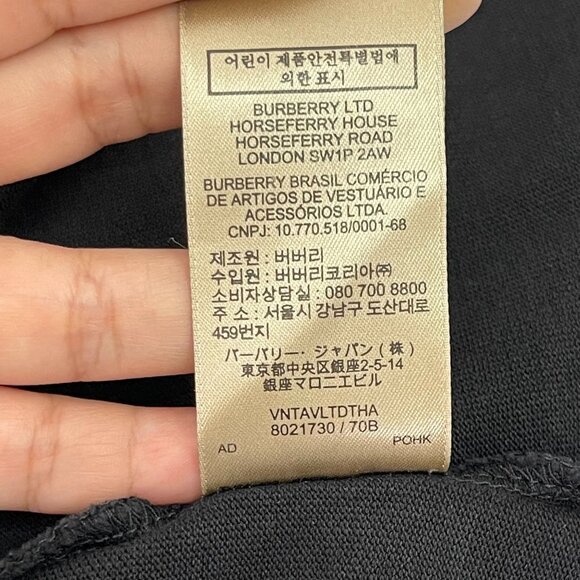 어린이 제품안전특별법에
의한 표시
BURBERRY LTD
HORSEFERRY HOUSE
HORSEFERRY ROAD
LONDON SW1P 2AW
BURBERRY BRASIL COMÉRCIO
DE ARTIGOS DE VESTUÁRIO E
ACESSÓRIOS LTDA.
CNPJ: 10.770.518/0001-68
제조원 : 버버리
수입원 : 버버리코리아㈜
소비자상담실 : 080 700 8800
주 소 : 서울시 강남구 도산대로
459번지
バーバリー・ジャパン ( 株 )
東京都中央区銀座2-5-14
銀座マロニエビル
VNTAVLTDTHA
8021730 / 70B
AD POHK